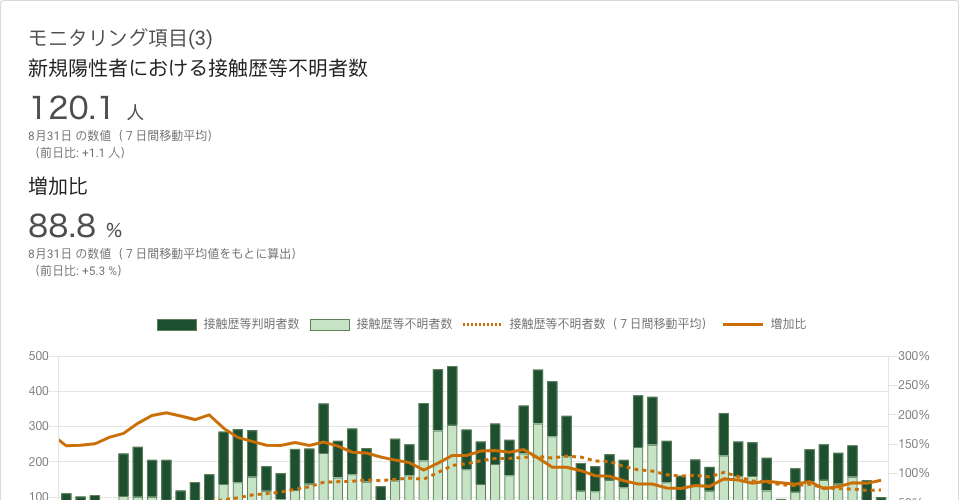 モニタリング項目(3)
新規陽性者における接触歴等不明者数
120.1 人
8月31日 の数値（７日間移動平均）
（前日比: +1.1 人）
増加比
88.8 %
8月31日 の数値（７日間移動平均値をもとに算出）
（前日比: +5.3 %）
接触歴等判明者数 接触歴等不明者数 接触歴等不明者数（７日間移動平均） 増加比
500 300%
250%
400
200%
300
150%
200
100%
100